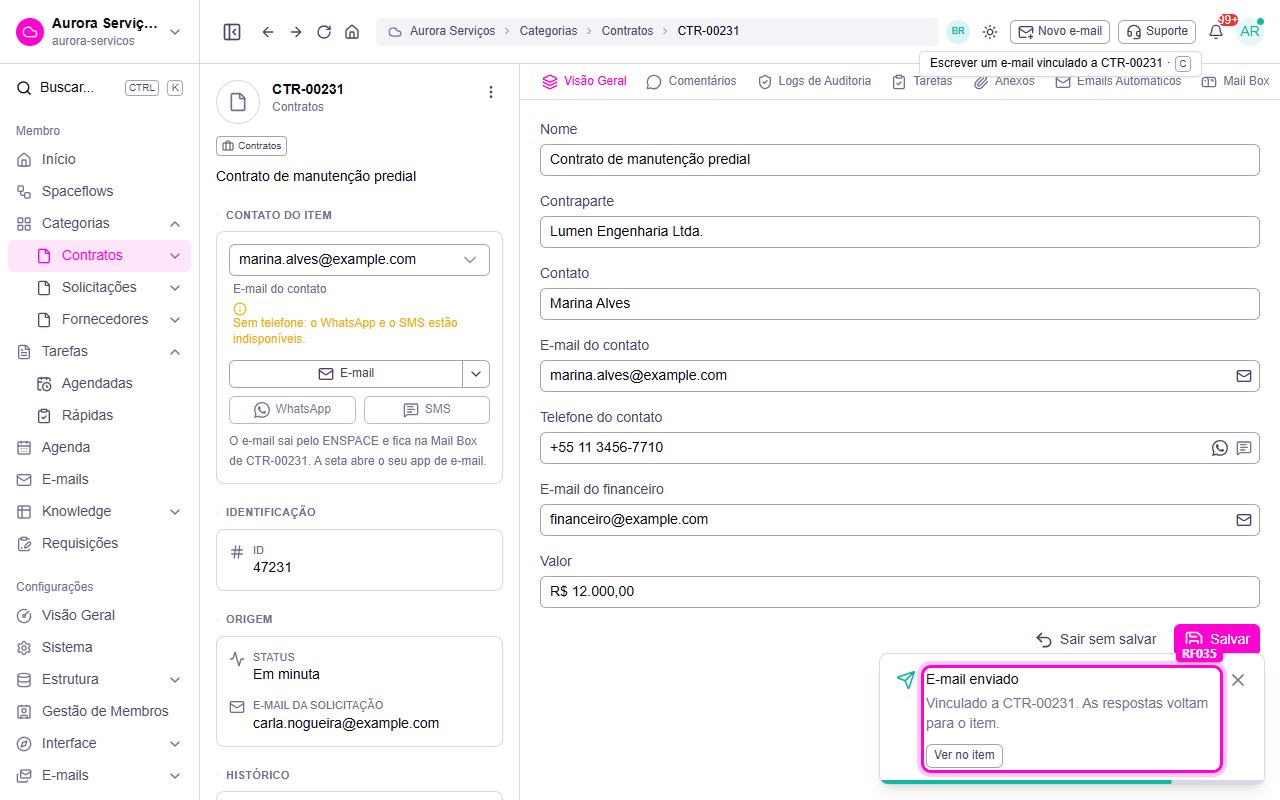 Aurora Serviç...
aurora-servicos
Buscar...
CTRL K
Membro
Início
Spaceflows
Categorias
Contratos
Solicitações
Fornecedores
Tarefas
Agendadas
Rápidas
Agenda
E-mails
Knowledge
Requisições
Configurações
Visão Geral
Sistema
Estrutura
Gestão de Membros
Interface
E-mails
Aurora Serviços
Categorias
Contratos
CTR-00231
BR
Novo e-mail
Suporte
99+
AR
Escrever um e-mail vinculado a CTR-00231 · C
CTR-00231
Contratos
Contratos
Contrato de manutenção predial
CONTATO DO ITEM
marina.alves@example.com
E-mail do contato
Sem telefone: o WhatsApp e o SMS estão
indisponíveis.
E-mail
WhatsApp
SMS
O e-mail sai pelo ENSPACE e fica na Mail Box
de CTR-00231. A seta abre o seu app de e-mail.
IDENTIFICAÇÃO
ID
47231
ORIGEM
STATUS
Em minuta
E-MAIL DA SOLICITAÇÃO
carla.nogueira@example.com
HISTÓRICO
Visão Geral
Comentários
Logs de Auditoria
Tarefas
Anexos
Emails Automáticos
Mail Box
Nome
Contrato de manutenção predial
Contraparte
Lumen Engenharia Ltda.
Contato
Marina Alves
E-mail do contato
marina.alves@example.com
Telefone do contato
+55 11 3456-7710
E-mail do financeiro
financeiro@example.com
Valor
R$ 12.000,00
Sair sem salvar
Salvar
RF035
E-mail enviado
Vinculado a CTR-00231. As respostas voltam
para o item.
Ver no item